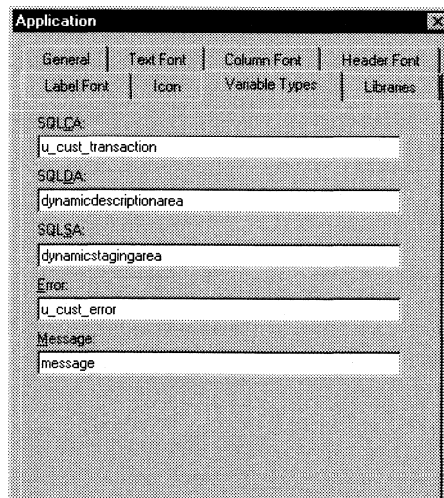 Application
General Text Font Column Font Header Font
Label Font Icon Variable Types Libraries
SQLCA:
u_cust_transaction
SQLDA:
dynamicdescriptionarea
SQLSA:
dynamicstagingarea
Error:
u_cust_error
Message:
message